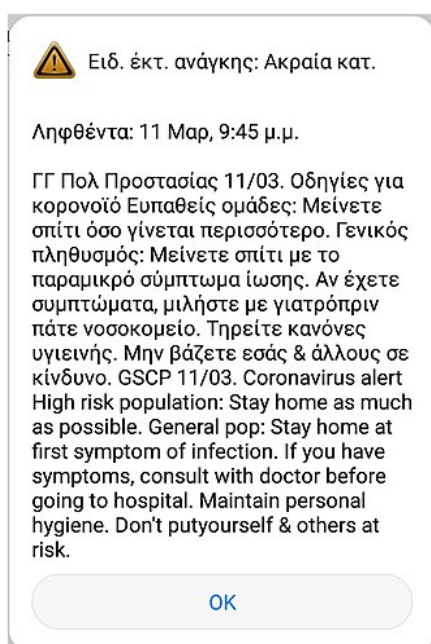 Ειδ. έκτ. ανάγκης: Ακραία κατ.
Ληφθέντα: 11 Μαρ, 9:45 μ.μ.
ΓΓ Πολ Προστασίας 11/03. Οδηγίες για
κορονοϊό Ευπαθείς ομάδες: Μείνετε
σπίτι όσο γίνεται περισσότερο. Γενικός
πληθυσμός: Μείνετε σπίτι με το
παραμικρό σύμπτωμα ίωσης. Αν έχετε
συμπτώματα, μιλήστε με γιατρόπριν
πάτε νοσοκομείο. Τηρείτε κανόνες
υγιεινής. Μην βάζετε εσάς & άλλους σε
κίνδυνο. GSCP 11/03. Coronavirus alert
High risk population: Stay home as much
as possible. General pop: Stay home at
first symptom of infection. If you have
symptoms, consult with doctor before
going to hospital. Maintain personal
hygiene. Don't putyourself & others at
risk.
OK